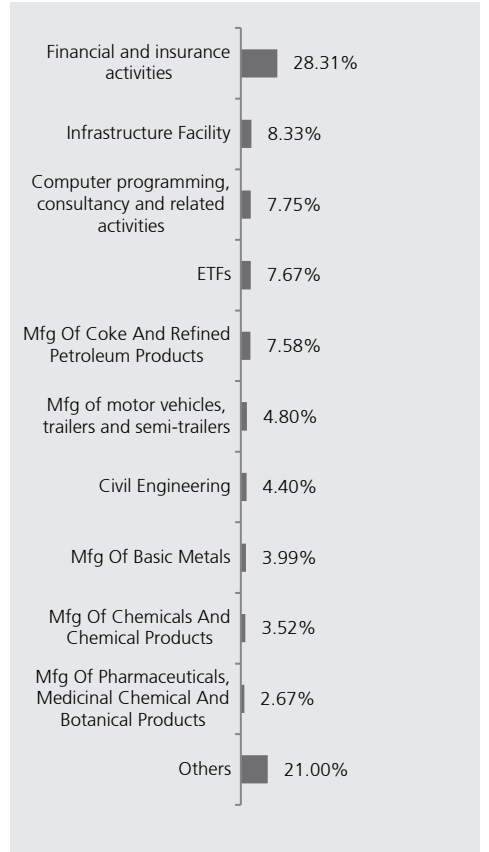 Financial and insurance
activities
28.31%
Infrastructure Facility
8.33%
Computer programming,
consultancy and related
activities
7.75%
ETFs
7.67%
Mfg Of Coke And Refined
Petroleum Products
7.58%
Mfg of motor vehicles,
trailers and semi-trailers
4.80%
Civil Engineering
4.40%
Mfg Of Basic Metals
3.99%
Mfg Of Chemicals And
Chemical Products
3.52%
Mfg Of Pharmaceuticals,
Medicinal Chemical And
Botanical Products
2.67%
Others
21.00%